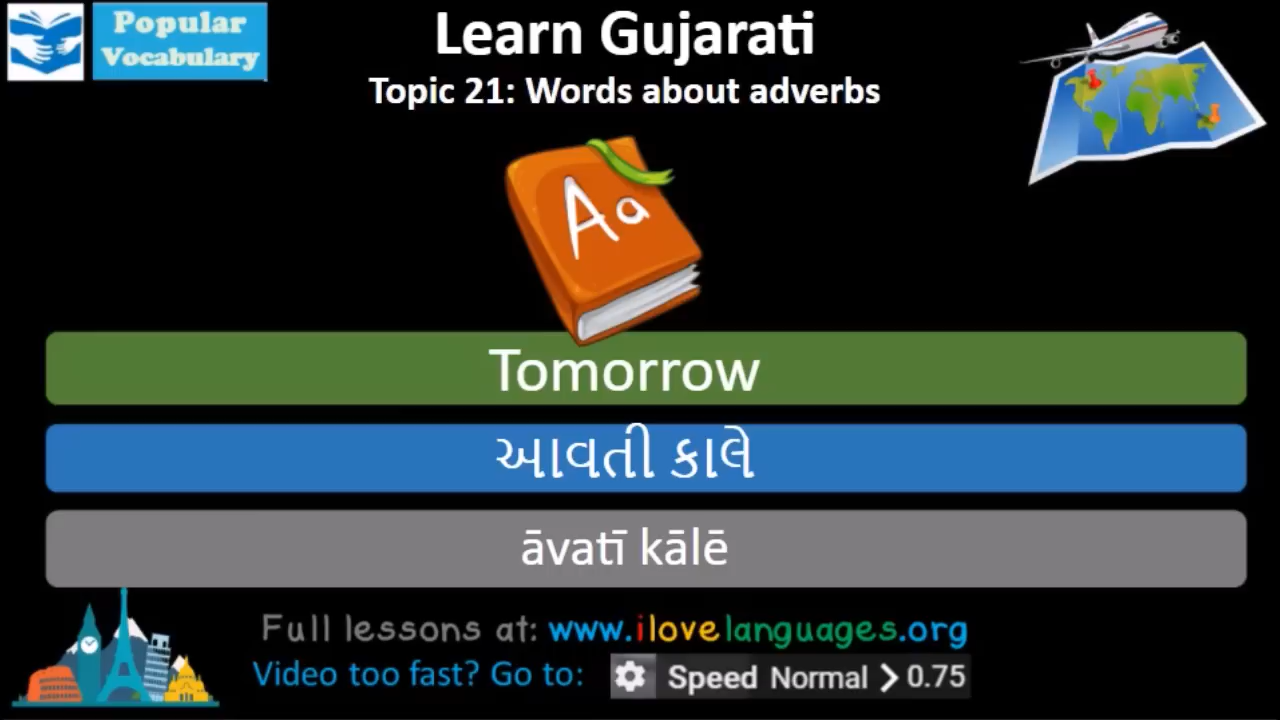 Popular
Vocabulary
Learn Gujarati
Topic 21: Words about adverbs
Aa
Tomorrow
આવતી કાલે
āvatī kālē
Full lessons at: www.ilovelanguages.org
Video too fast? Go to: Speed Normal > 0.75